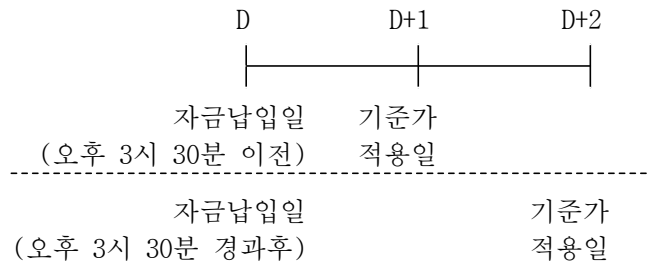 D D+1 D+2
자금납입일 기준가
(오후 3시 30분 이전) 적용일
자금납입일 기준가
(오후 3시 30분 경과후) 적용일